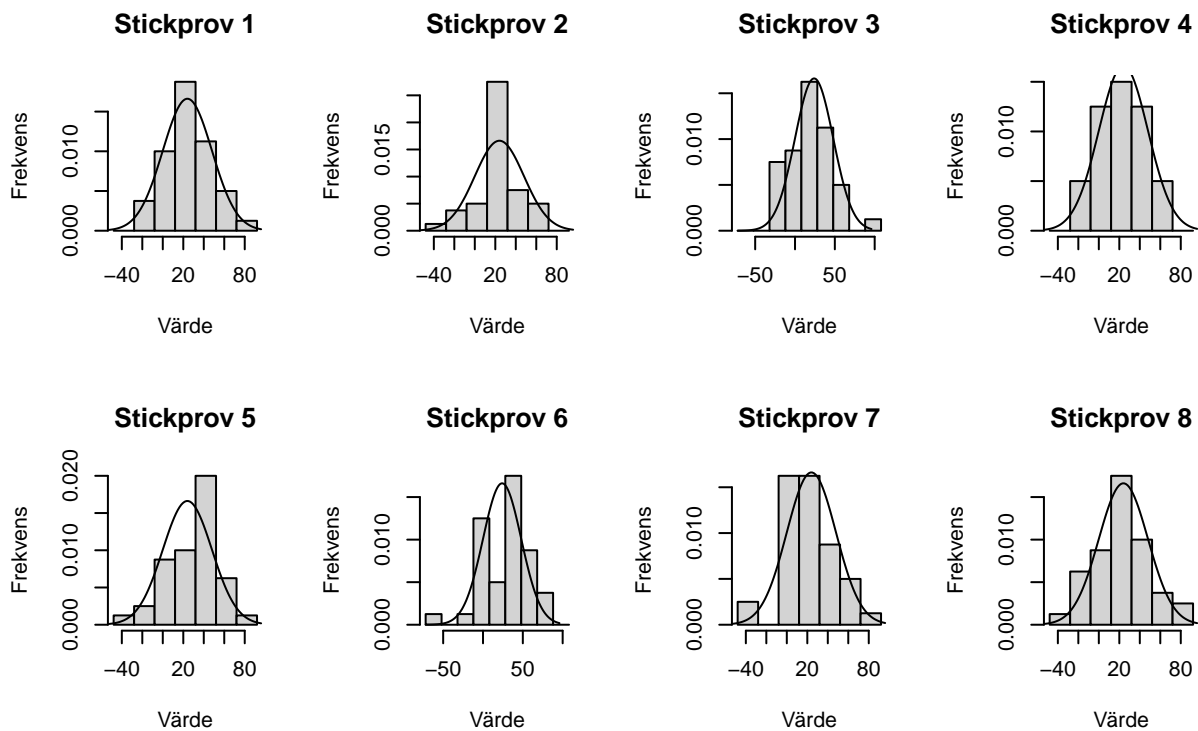 Stickprov 1
Frekvens
0.000
0.010
−40
20
80
Värde
Stickprov 2
Frekvens
0.000
0.015
−40
20
80
Värde
Stickprov 3
Frekvens
0.000
0.010
−50
50
Värde
Stickprov 4
Frekvens
0.000
0.010
−40
20
80
Värde
Stickprov 5
Frekvens
0.000
0.010
0.020
−40
20
80
Värde
Stickprov 6
Frekvens
0.000
0.010
−50
50
Värde
Stickprov 7
Frekvens
0.000
0.010
−40
20
80
Värde
Stickprov 8
Frekvens
0.000
0.010
−40
20
80
Värde